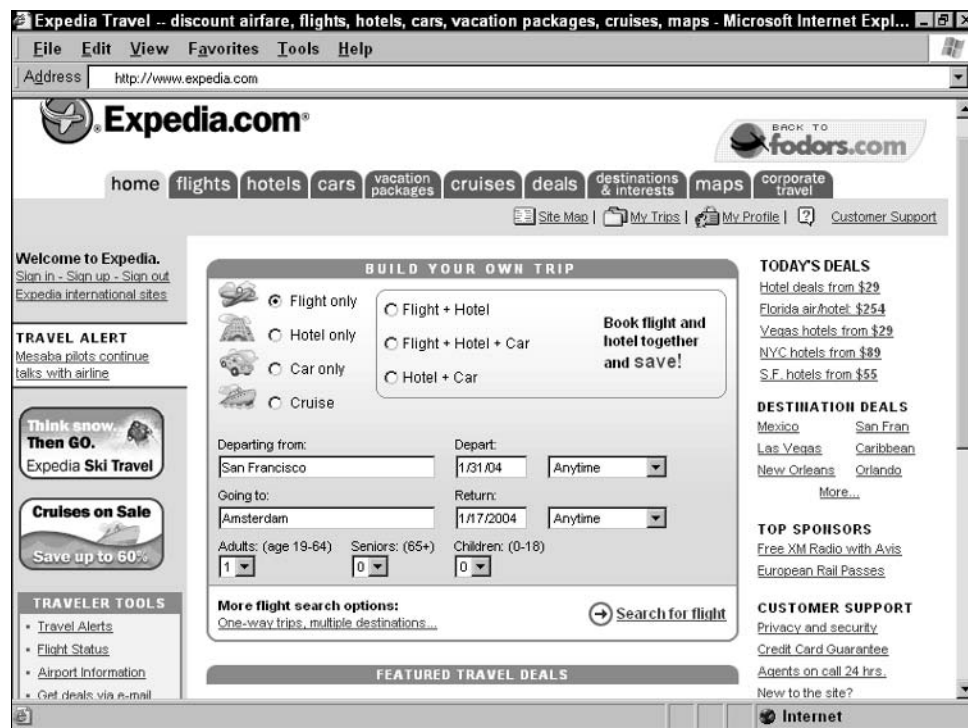 Expedia Travel -- discount airfare, flights, hotels, cars, vacation packages, cruises, maps - Microsoft Internet Expl...
File Edit View Favorites Tools Help
Address http://www.expedia.com
Expedia.com®
BACK TO
fodors.com
home flights hotels cars vacation packages cruises deals destinations & interests maps corporate travel
Site Map | My Trips | My Profile | Customer Support
Welcome to Expedia.
Sign in - Sign up - Sign out
Expedia international sites
TRAVEL ALERT
Mesaba pilots continue
talks with airline
Think snow.
Then GO.
Expedia Ski Travel
Cruises on Sale
Save up to 60%
TRAVELER TOOLS
Travel Alerts
Flight Status
Airport Information
Get deals via e-mail
BUILD YOUR OWN TRIP
Flight only
Hotel only
Car only
Cruise
Flight + Hotel
Flight + Hotel + Car
Hotel + Car
Book flight and
hotel together
and save!
Departing from: Depart:
San Francisco 1/31/04 Anytime
Going to: Return:
Amsterdam 1/17/2004 Anytime
Adults: (age 19-64) Seniors: (65+) Children: (0-18)
1 0 0
More flight search options:
One-way trips, multiple destinations...
Search for flight
FEATURED TRAVEL DEALS
TODAY'S DEALS
Hotel deals from $29
Florida air/hotel: $254
Vegas hotels from $29
NYC hotels from $89
S.F. hotels from $55
DESTINATION DEALS
Mexico San Fran
Las Vegas Caribbean
New Orleans Orlando
More...
TOP SPONSORS
Free XM Radio with Avis
European Rail Passes
CUSTOMER SUPPORT
Privacy and security
Credit Card Guarantee
Agents on call 24 hrs.
New to the site?
Internet